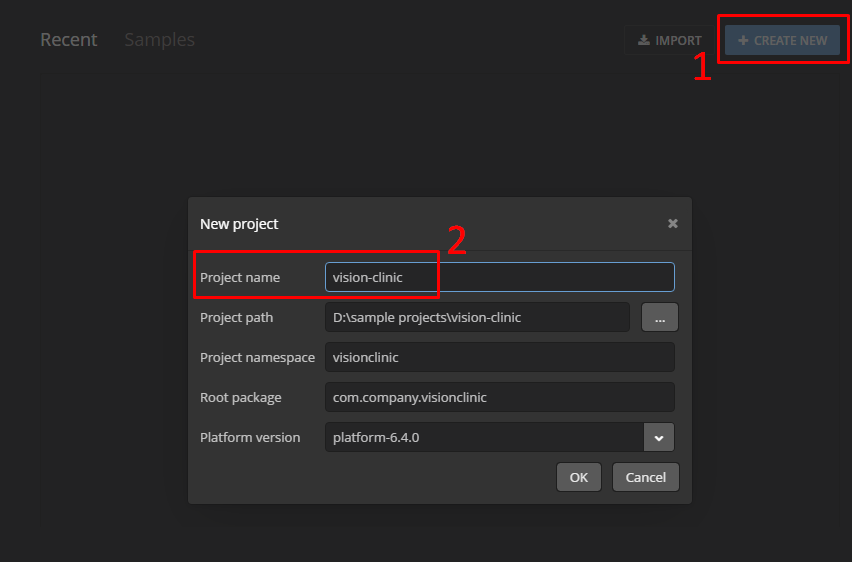 Recent Samples IMPORT CREATE NEW
1
New project
2
Project name vision-clinic
Project path D:\sample projects\vision-clinic ...
Project namespace visionclinic
Root package com.company.visionclinic
Platform version platform-6.4.0
OK Cancel